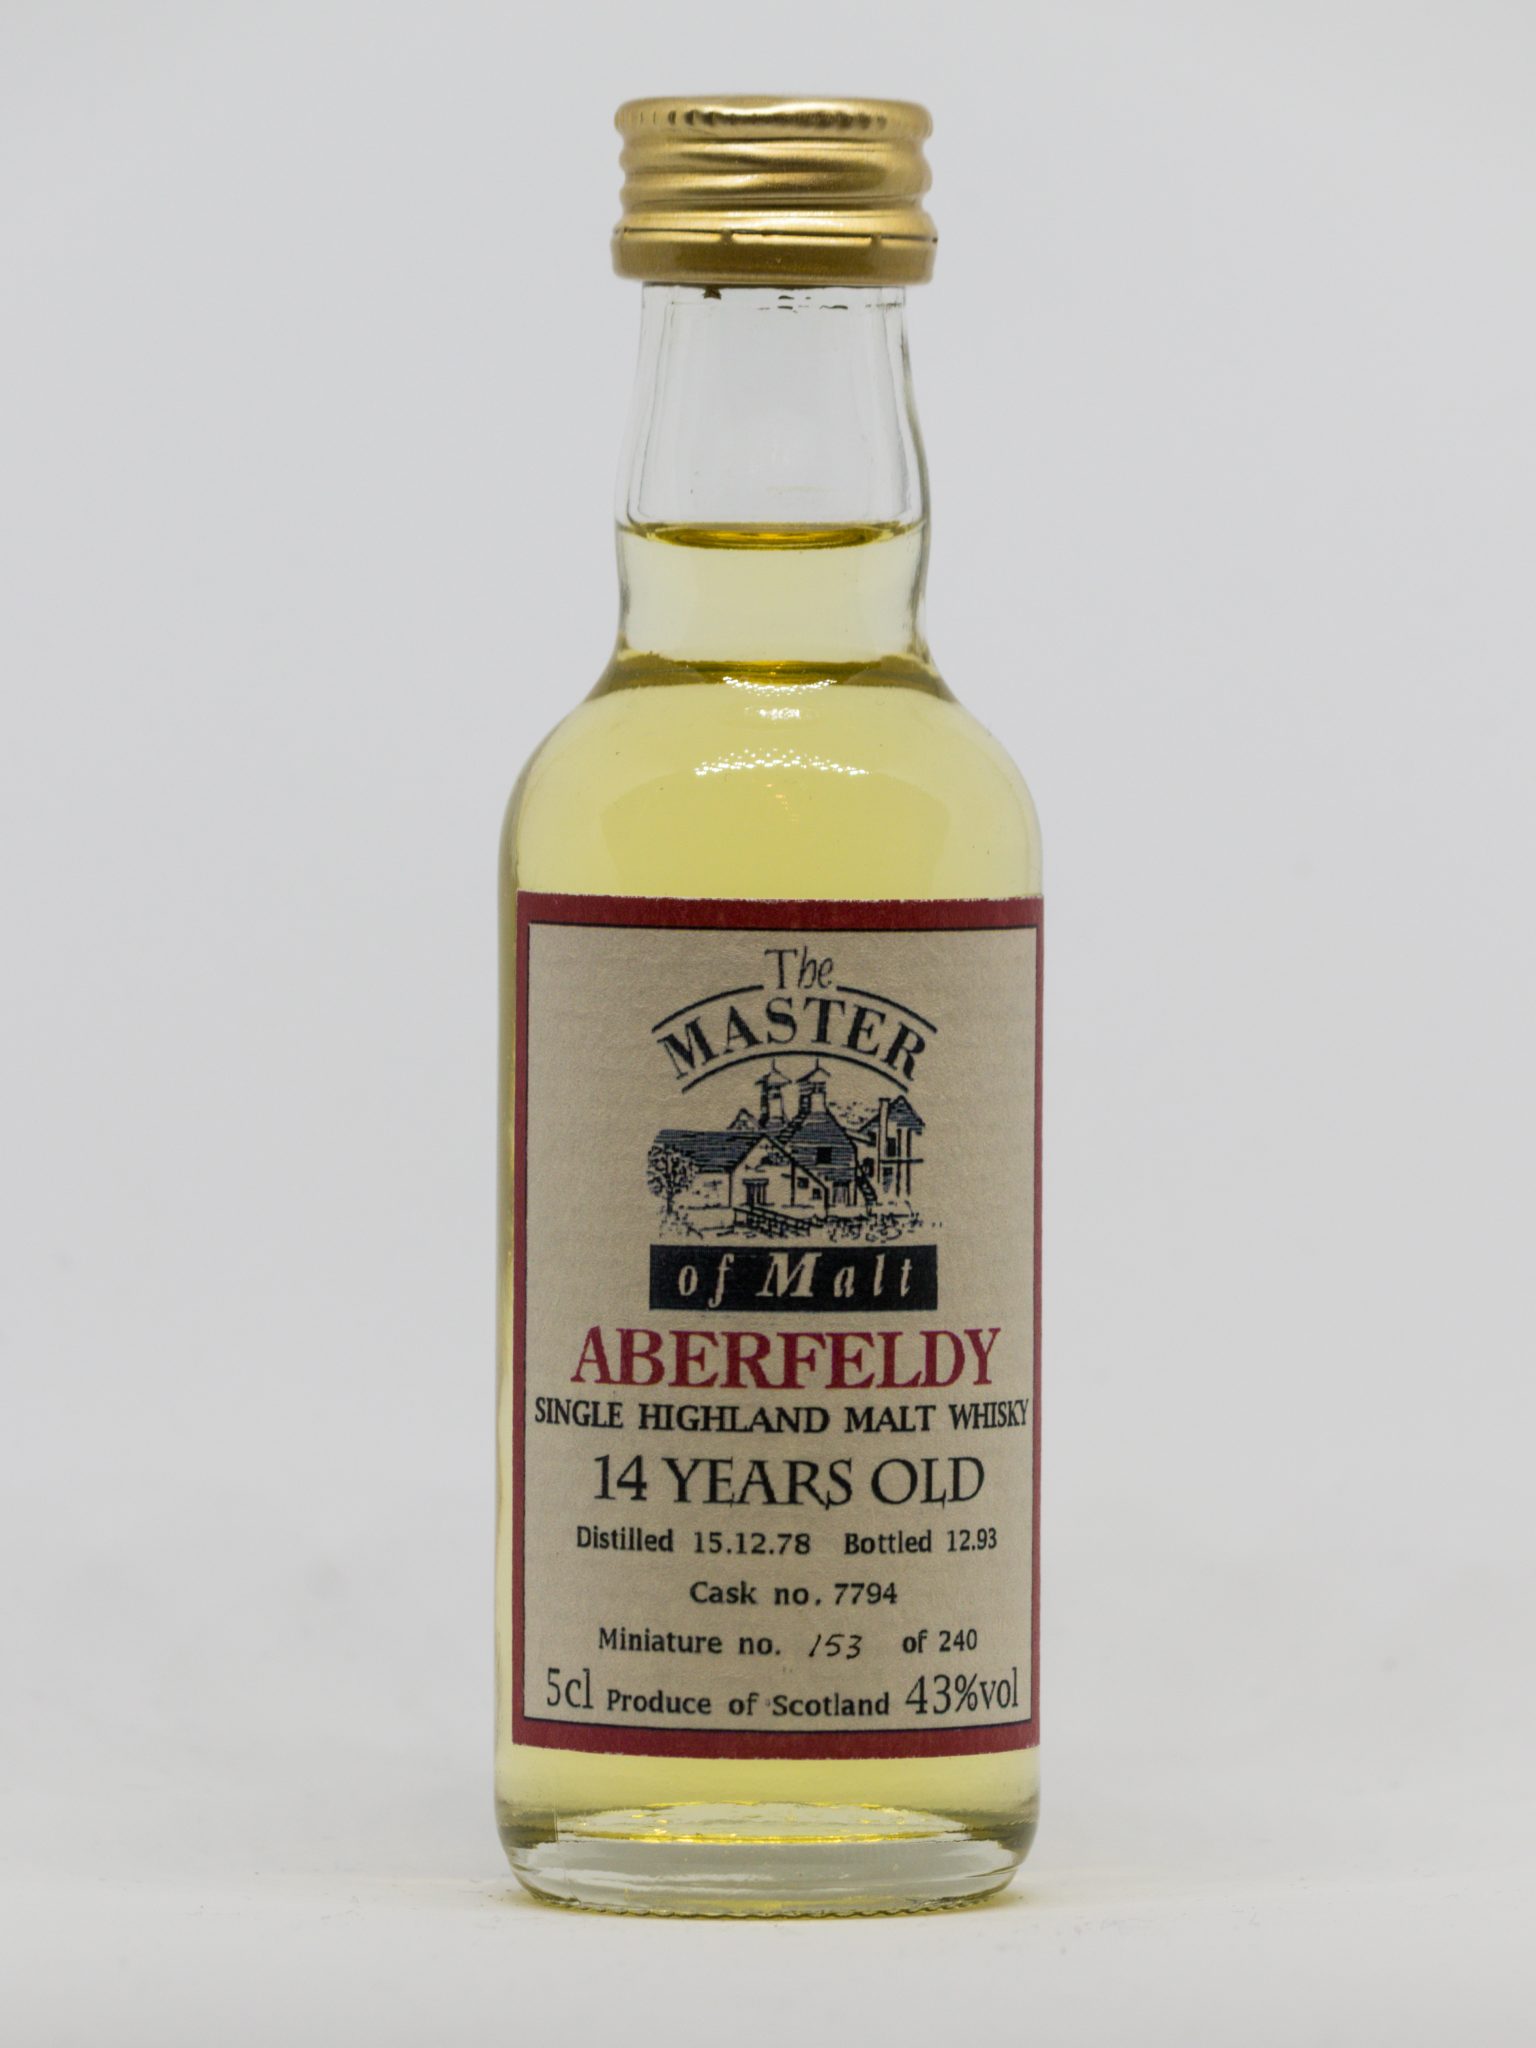 The
MASTER
of Malt
ABERFELDY
SINGLE HIGHLAND MALT WHISKY
14 YEARS OLD
Distilled 15.12.78 Bottled 12.93
Cask no. 7794
Miniature no. 153 of 240
5cl Produce of Scotland 43%vol